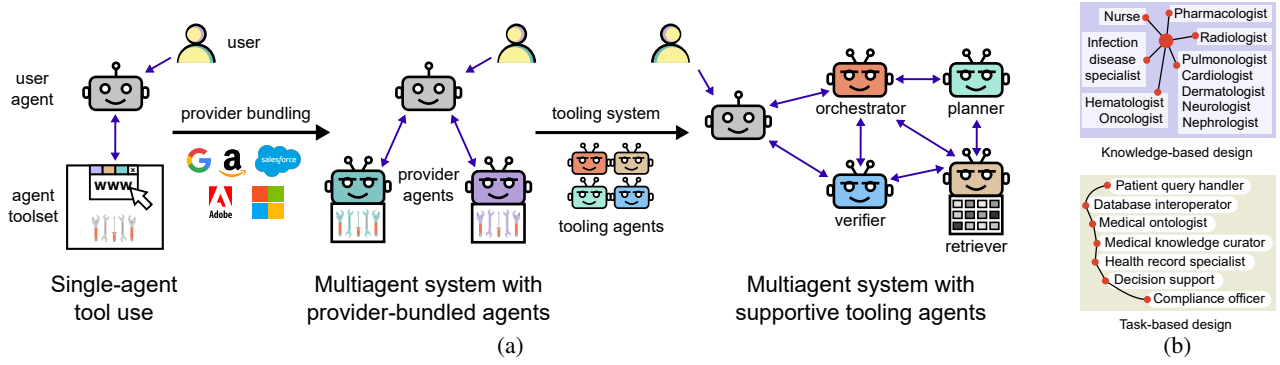 user
user
agent
agent
toolset
x
www
Single-agent
tool use
provider bundling
G
a
salesforce
Adobe
provider
agents
Multiagent system with
provider-bundled agents
tooling system
tooling agents
orchestrator
planner
verifier
retriever
Multiagent system with
supportive tooling agents
(a)
Nurse
Pharmacologist
Radiologist
Infection
disease
specialist
Pulmonologist
Cardiologist
Dermatologist
Neurologist
Nephrologist
Hematologist
Oncologist
Knowledge-based design
Patient query handler
Database interoperator
Medical ontologist
Medical knowledge curator
Health record specialist
Decision support
Compliance officer
Task-based design
(b)